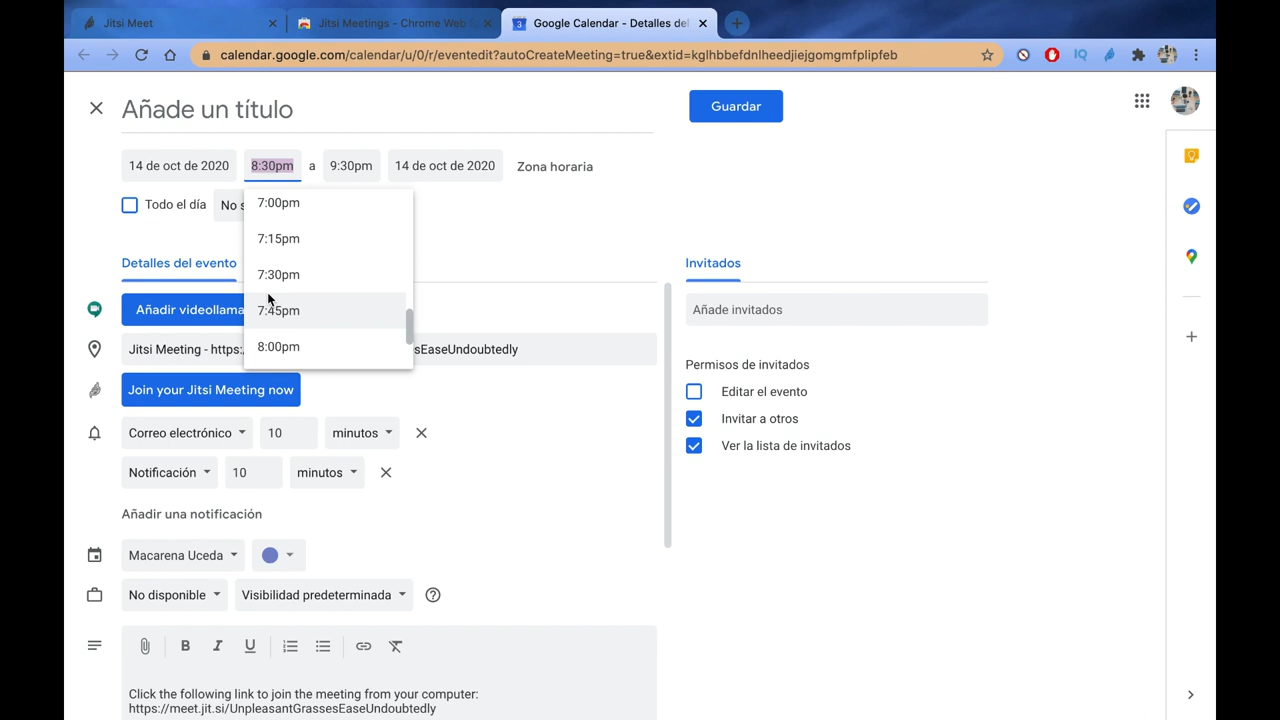 Jitsi Meet
Jitsi Meetings - Chrome Web
Google Calendar - Detalles del
calendar.google.com/calendar/u/0/r/eventedit?autoCreateMeeting=true&extid=kglhbbefdnlheedjiejgomgmfplipfeb
Añade un título
Guardar
14 de oct de 2020 8:30pm a 9:30pm 14 de oct de 2020 Zona horaria
Todo el día No s
7:00pm
7:15pm
7:30pm
7:45pm
8:00pm
Detalles del evento
Añadir videollama
Jitsi Meeting - https:/ sEaseUndoubtedly
Join your Jitsi Meeting now
Correo electrónico 10 minutos
Notificación 10 minutos
Añadir una notificación
Macarena Uceda
No disponible Visibilidad predeterminada
B I U
Click the following link to join the meeting from your computer:
https://meet.jit.si/UnpleasantGrassesEaseUndoubtedly
Invitados
Añade invitados
Permisos de invitados
Editar el evento
Invitar a otros
Ver la lista de invitados